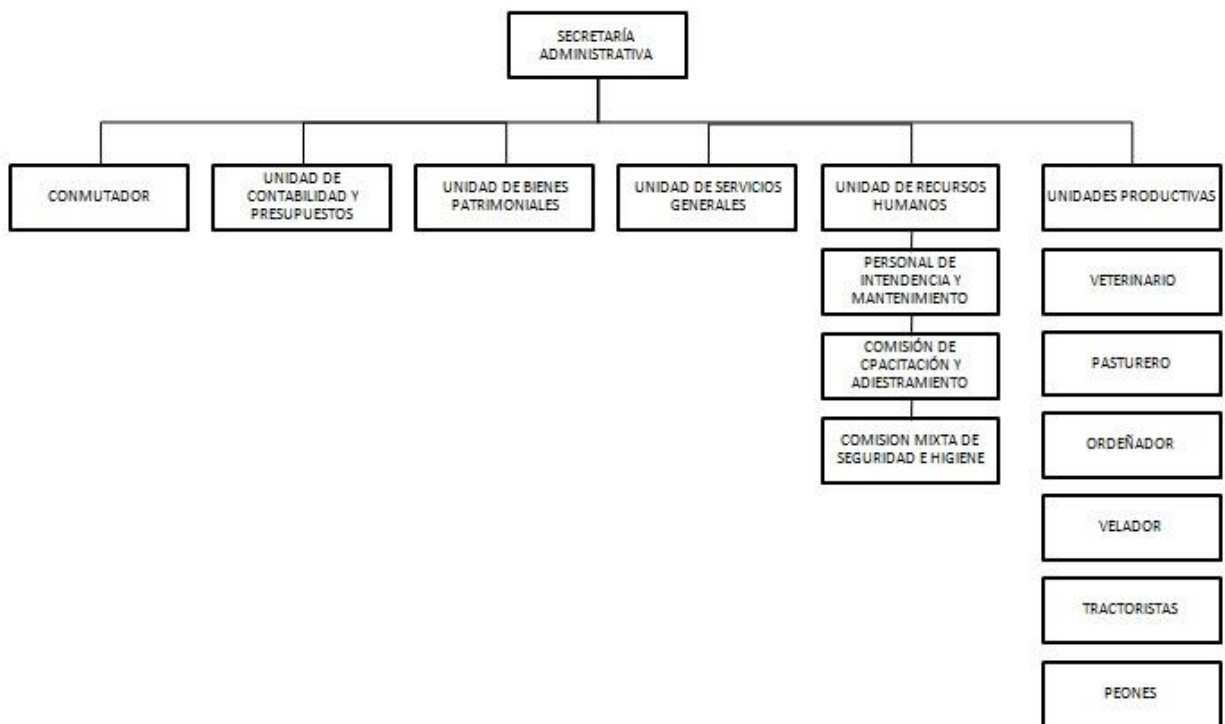 SECRETARÍA
ADMINISTRATIVA
CONMUTADOR
UNIDAD DE
CONTABILIDAD Y
PRESUPUESTOS
UNIDAD DE BIENES
PATRIMONIALES
UNIDAD DE SERVICIOS
GENERALES
UNIDAD DE RECURSOS
HUMANOS
UNIDADES PRODUCTIVAS
PERSONAL DE
INTENDENCIA Y
MANTENIMIENTO
COMISIÓN DE
CPACITACIÓN Y
ADIESTRAMIENTO
COMISION MIXTA DE
SEGURIDAD E HIGIENE
VETERINARIO
PASTURERO
ORDEÑADOR
VELADOR
TRACTORISTAS
PEONES